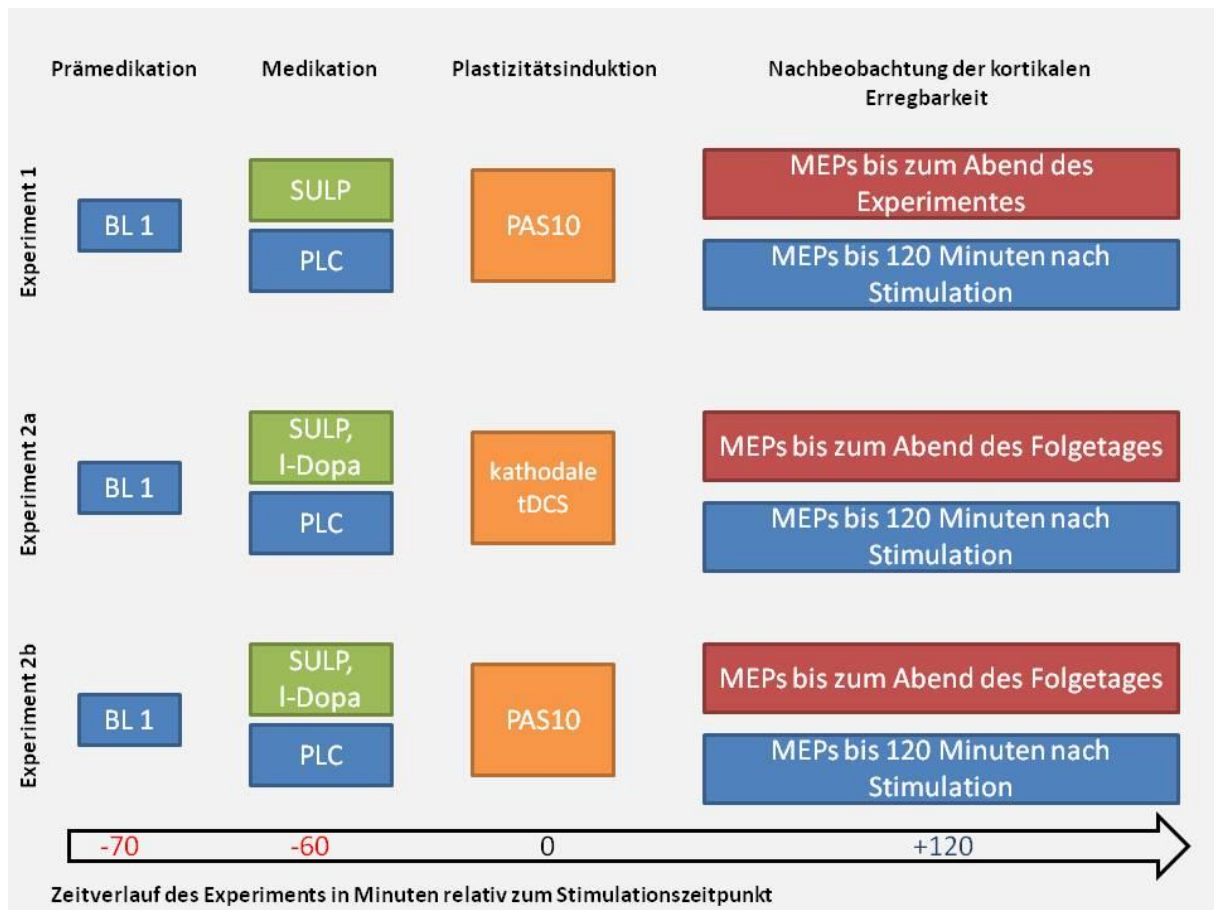 Prämedikation
Medikation
Plastizitätsinduktion
Nachbeobachtung der kortikalen
Erregbarkeit
Experiment 1
BL 1
SULP
PLC
PAS10
MEPs bis zum Abend des
Experimentes
MEPs bis 120 Minuten nach
Stimulation
Experiment 2a
BL 1
SULP,
l-Dopa
PLC
kathodale
tDCS
MEPs bis zum Abend des Folgetages
MEPs bis 120 Minuten nach
Stimulation
Experiment 2b
BL 1
SULP,
l-Dopa
PLC
PAS10
MEPs bis zum Abend des Folgetages
MEPs bis 120 Minuten nach
Stimulation
-70
-60
0
+120
Zeitverlauf des Experiments in Minuten relativ zum Stimulationszeitpunkt